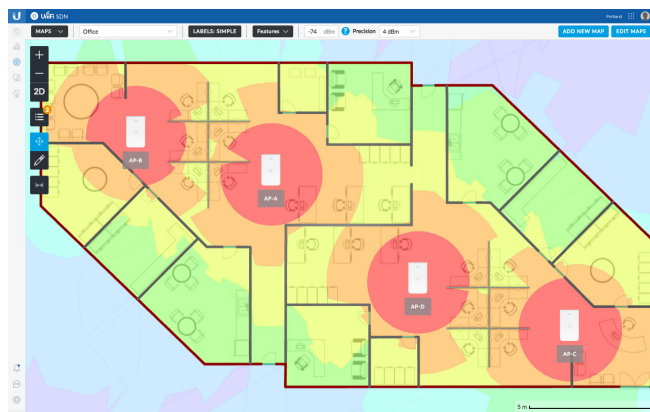 U UniFi SDN Portland
MAPS Office LABELS: SIMPLE Features -74 dBm ? Precision 4 dBm ADD NEW MAP EDIT MAPS
+
−
2D
AP-B
AP-A
AP-D
AP-C
5 m